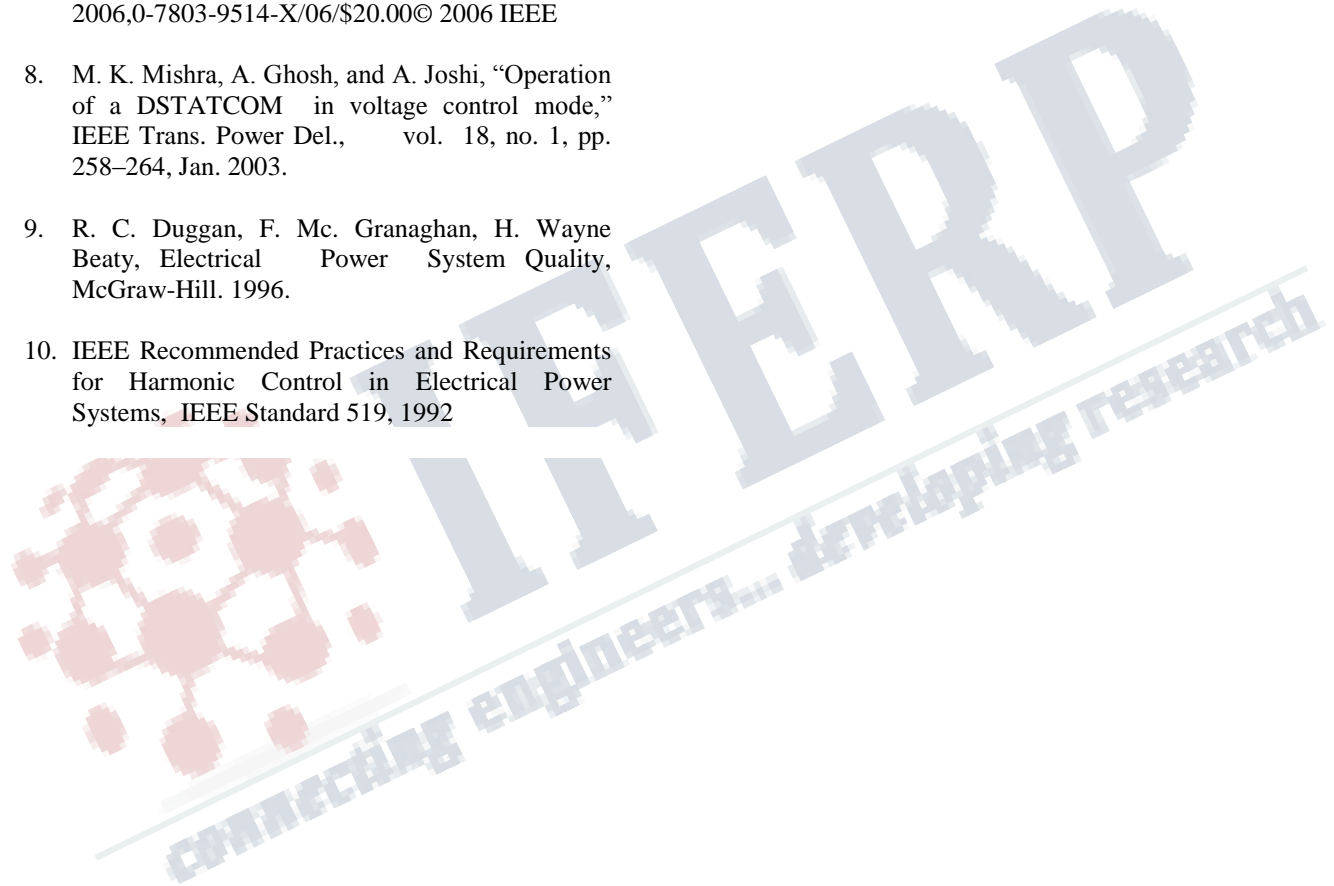 2006,0-7803-9514-X/06/$20.00© 2006 IEEE
8. M. K. Mishra, A. Ghosh, and A. Joshi, “Operation
of a DSTATCOM in voltage control mode,”
IEEE Trans. Power Del., vol. 18, no. 1, pp.
258–264, Jan. 2003.
9. R. C. Duggan, F. Mc. Granaghan, H. Wayne
Beaty, Electrical Power System Quality,
McGraw-Hill. 1996.
10. IEEE Recommended Practices and Requirements
for Harmonic Control in Electrical Power
Systems, IEEE Standard 519, 1992
IFERP
connecting engineers... developing research